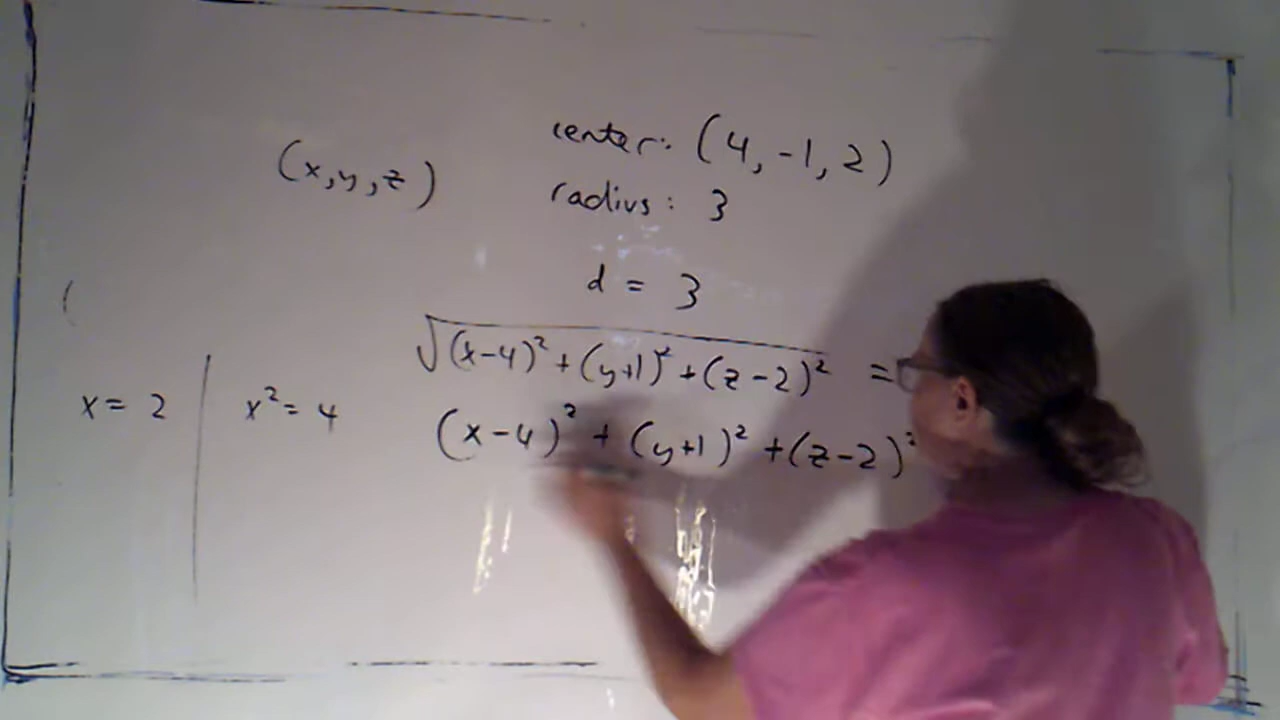 center: (4, -1, 2)
(x, y, z)
radius: 3
d = 3
√(x-4)² + (y+1)² + (z-2)² =
x = 2 | x² = 4
(x-4)² + (y+1)² + (z-2)²
(